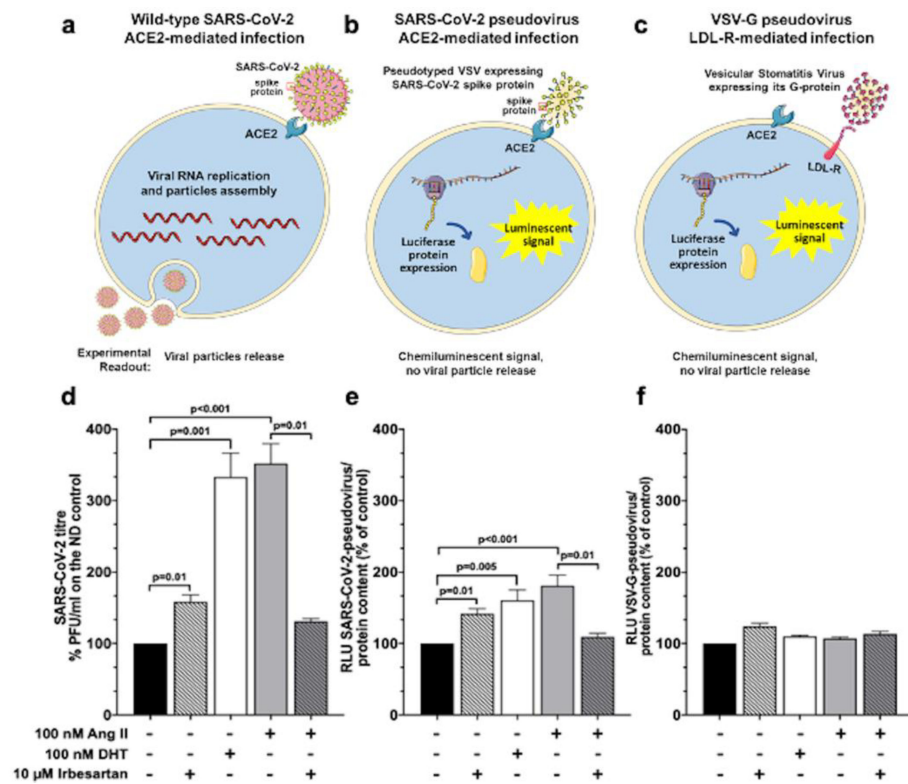 a
Wild-type SARS-CoV-2
ACE2-mediated infection
SARS-CoV-2
spike
protein
ACE2
Viral RNA replication
and particles assembly
Experimental
Readout:
Viral particles release
b
SARS-CoV-2 pseudovirus
ACE2-mediated infection
Pseudotyped VSV expressing
SARS-CoV-2 spike protein
spike
protein
ACE2
Luciferase
protein
expression
Luminescent
signal
Chemiluminescent signal,
no viral particle release
c
VSV-G pseudovirus
LDL-R-mediated infection
Vesicular Stomatitis Virus
expressing its G-protein
ACE2
LDL-R
Luciferase
protein
expression
Luminescent
signal
Chemiluminescent signal,
no viral particle release
d
SARS-CoV-2 titre
% PFU/ml on the ND control
400
300
200
100
0
p<0.001
p=0.001
p=0.01
p=0.01
e
RLU SARS-CoV-2-pseudovirus/
protein content (% of control)
400
300
200
100
0
p<0.001
p=0.01
p=0.005
p=0.01
f
RLU VSV-G-pseudovirus/
protein content (% of control)
400
300
200
100
0
100 nM Ang II - - - + + - - - + + - - - + +
100 nM DHT - - + - - - - + - - - - + - -
10 µM Irbesartan - + - - + - + - - + - + - - +